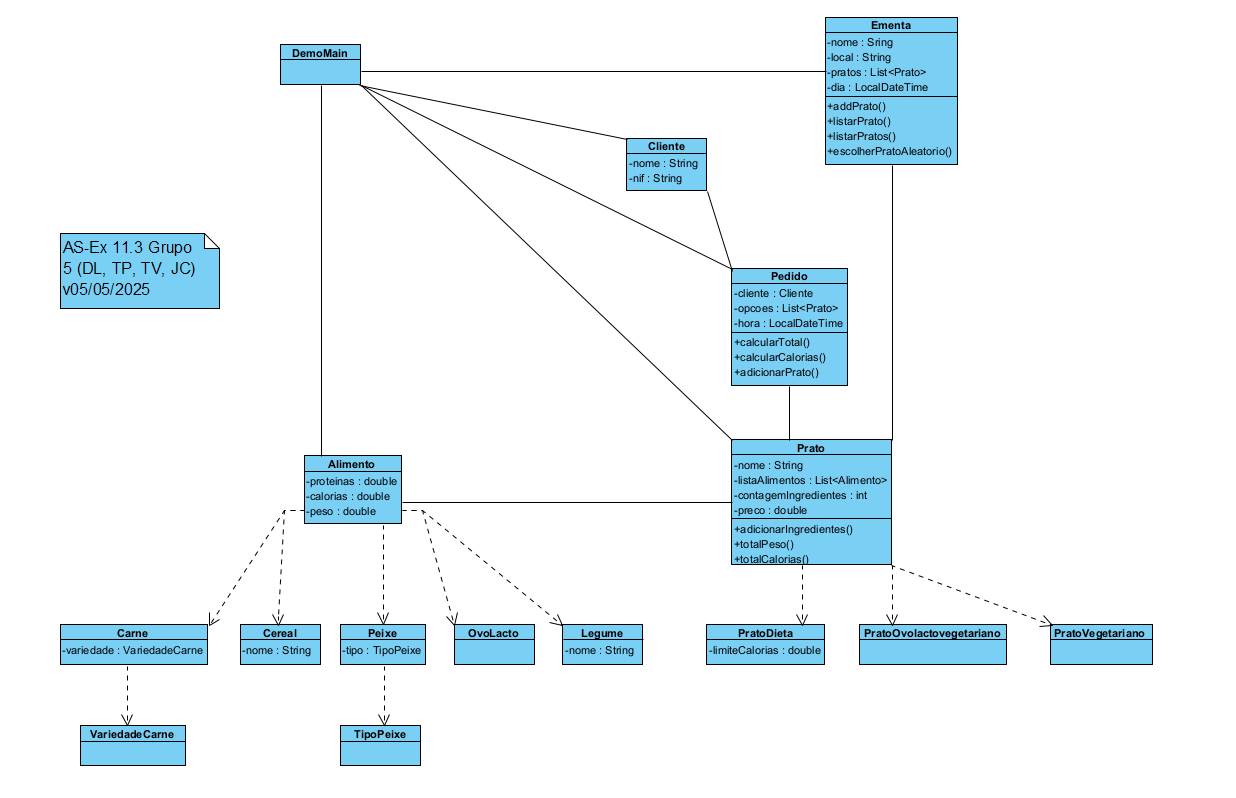 Ementa
-nome : Sring
-local : String
-pratos : List<Prato>
-dia : LocalDateTime
+addPrato()
+listarPrato()
+listarPratos()
+escolherPratoAleatorio()
DemoMain
Cliente
-nome : String
-nif : String
AS-Ex 11.3 Grupo
5 (DL, TP, TV, JC)
v05/05/2025
Pedido
-cliente : Cliente
-opcoes : List<Prato>
-hora : LocalDateTime
+calcularTotal()
+calcularCalorias()
+adicionarPrato()
Alimento
-proteinas : double
-calorias : double
-peso : double
Prato
-nome : String
-listaAlimentos : List<Alimento>
-contagemIngredientes : int
-preco : double
+adicionarIngredientes()
+totalPeso()
+totalCalorias()
Carne
-variedade : VariedadeCarne
Cereal
-nome : String
Peixe
-tipo : TipoPeixe
OvoLacto
Legume
-nome : String
PratoDieta
-limiteCalorias : double
PratoOvolactovegetariano
PratoVegetariano
VariedadeCarne
TipoPeixe